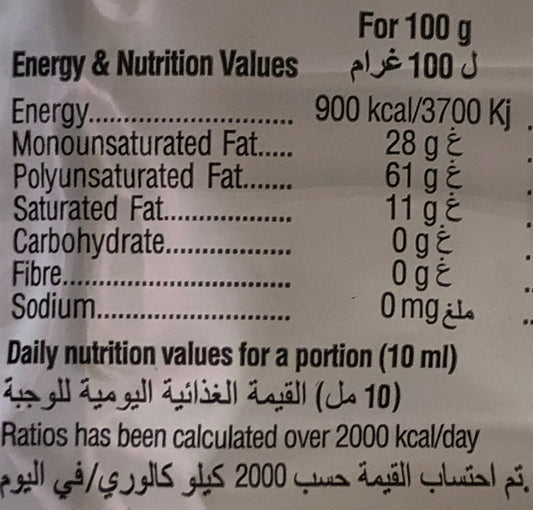 For 100 g
Energy & Nutrition Values ل 100 غرام
Energy.............................. 900 kcal/3700 Kj
Monounsaturated Fat..... 28 g غ
Polyunsaturated Fat....... 61 g غ
Saturated Fat................... 11 g غ
Carbohydrate................... 0 g غ
Fibre.................................. 0 g غ
Sodium............................. 0 mg ملغ
Daily nutrition values for a portion (10 ml)
(10 مل) القيمة الغذائية اليومية للوجبة
Ratios has been calculated over 2000 kcal/day
.تم احتساب القيمة حسب 2000 كيلو كالوري/في اليوم